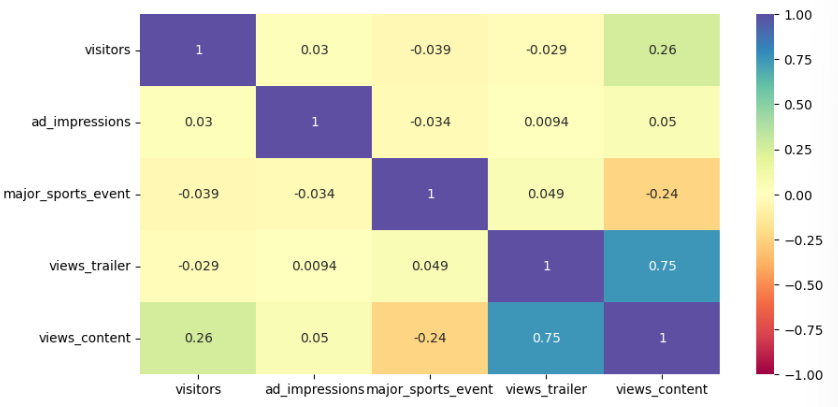 visitors 1 0.03 -0.039 -0.029 0.26
ad_impressions 0.03 1 -0.034 0.0094 0.05
major_sports_event -0.039 -0.034 1 0.049 -0.24
views_trailer -0.029 0.0094 0.049 1 0.75
views_content 0.26 0.05 -0.24 0.75 1
visitors ad_impressions major_sports_event views_trailer views_content
1.00
0.75
0.50
0.25
0.00
−0.25
−0.50
−0.75
−1.00